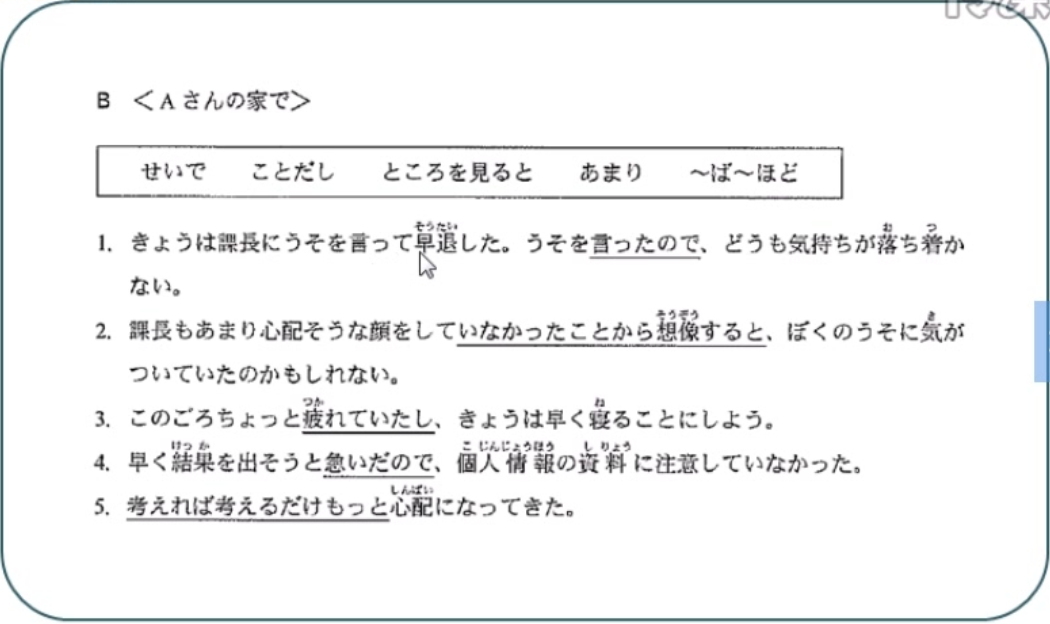 B ＜Aさんの家で＞
せいで ことだし ところを見ると あまり 〜ば〜ほど
1. きょうは課長にうそを言って早退した。うそを言ったので、どうも気持ちが落ち着か
ない。
2. 課長もあまり心配そうな顔をしていなかったことから想像すると、ぼくのうそに気が
ついていたのかもしれない。
3. このごろちょっと疲れていたし、きょうは早く寝ることにしよう。
4. 早く結果を出そうと急いだので、個人情報の資料に注意していなかった。
5. 考えれば考えるだけもっと心配になってきた。